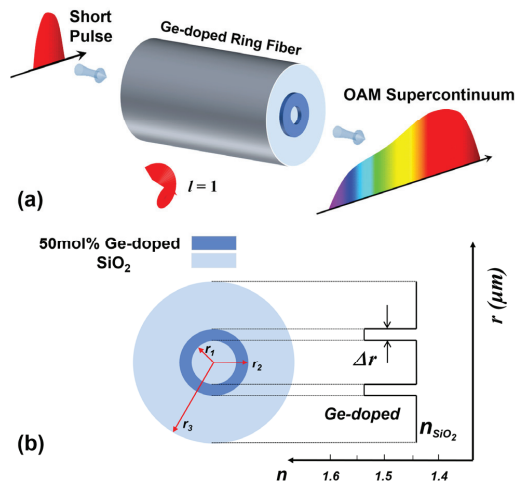 Short
Pulse
Ge-doped Ring Fiber
OAM Supercontinuum
l = 1
(a)
50mol% Ge-doped
SiO2
r1
r2
r3
Δr
Ge-doped
nSiO2
r (μm)
(b)
n
1.6
1.5
1.4